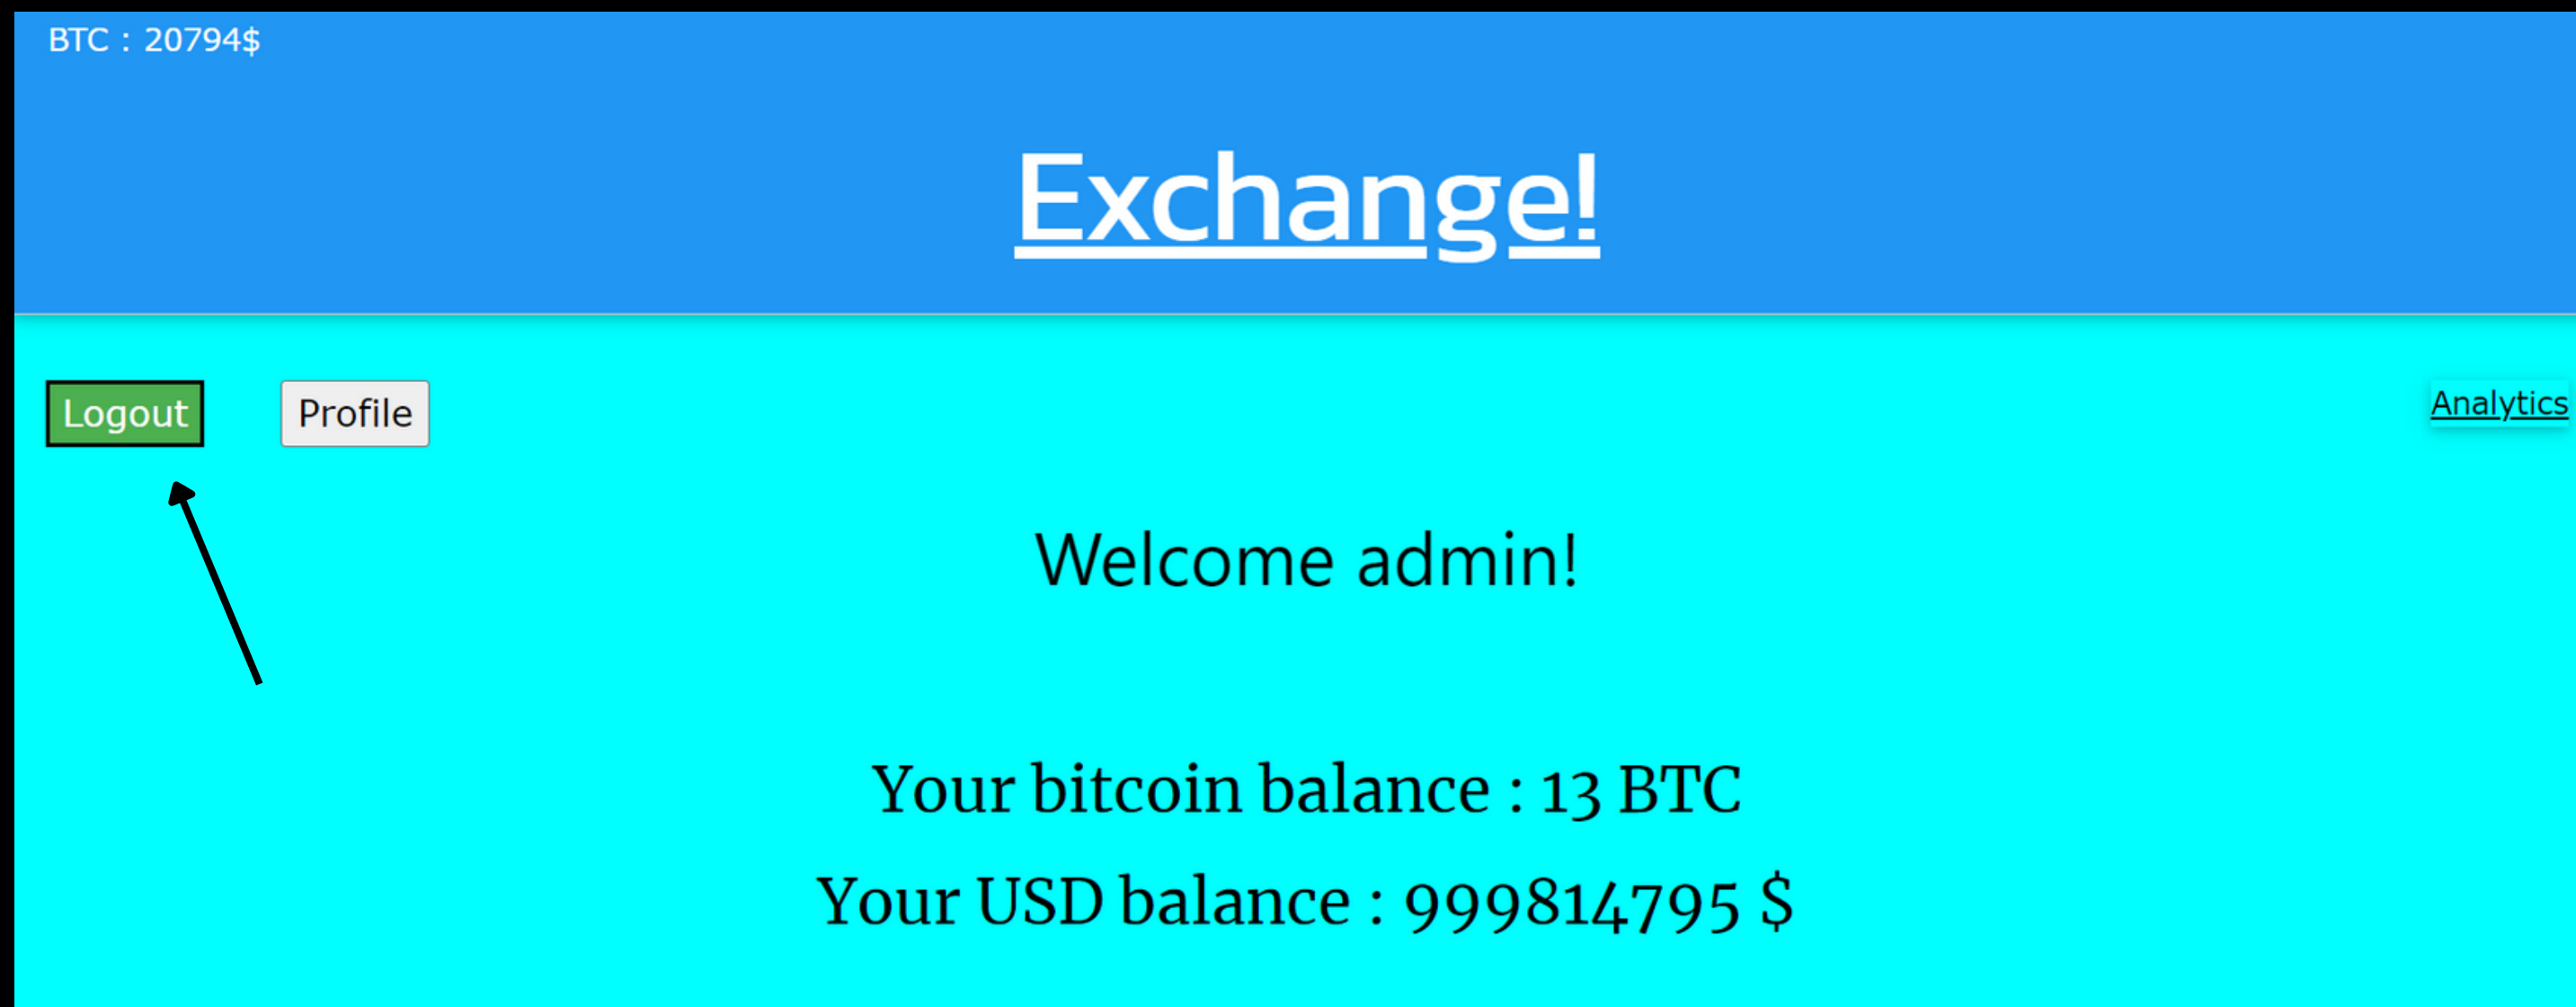 BTC : 20794$
Exchange!
Logout
Profile
Analytics
Welcome admin!
Your bitcoin balance : 13 BTC
Your USD balance : 999814795 $